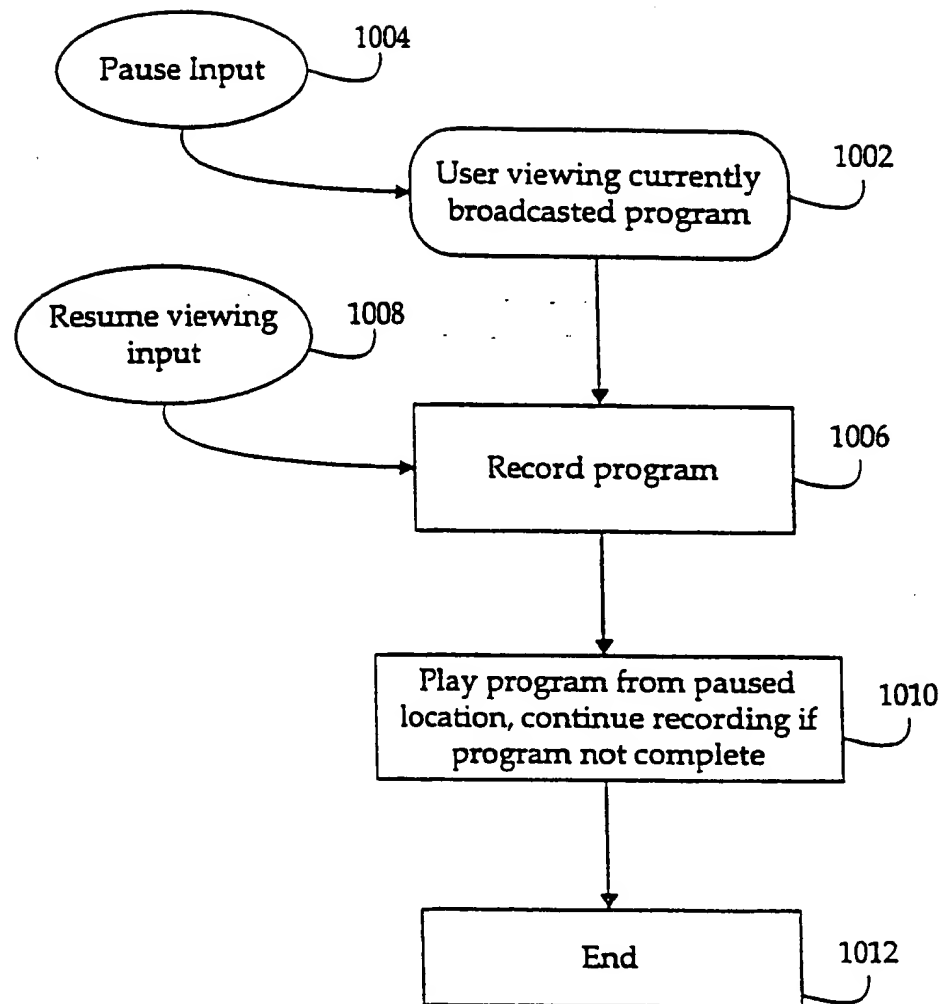 Pause Input
1004
User viewing currently
broadcasted program
1002
Resume viewing
input
1008
Record program
1006
Play program from paused
location, continue recording if
program not complete
1010
End
1012